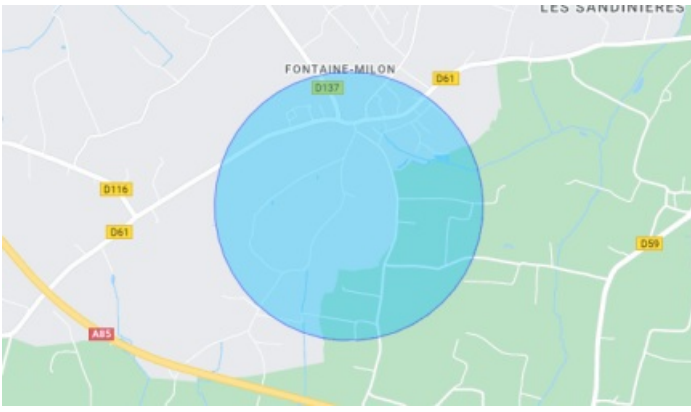 LES SANDINIÈRES
FONTAINE-MILON
D61
D137
D116
D61
D59
A85